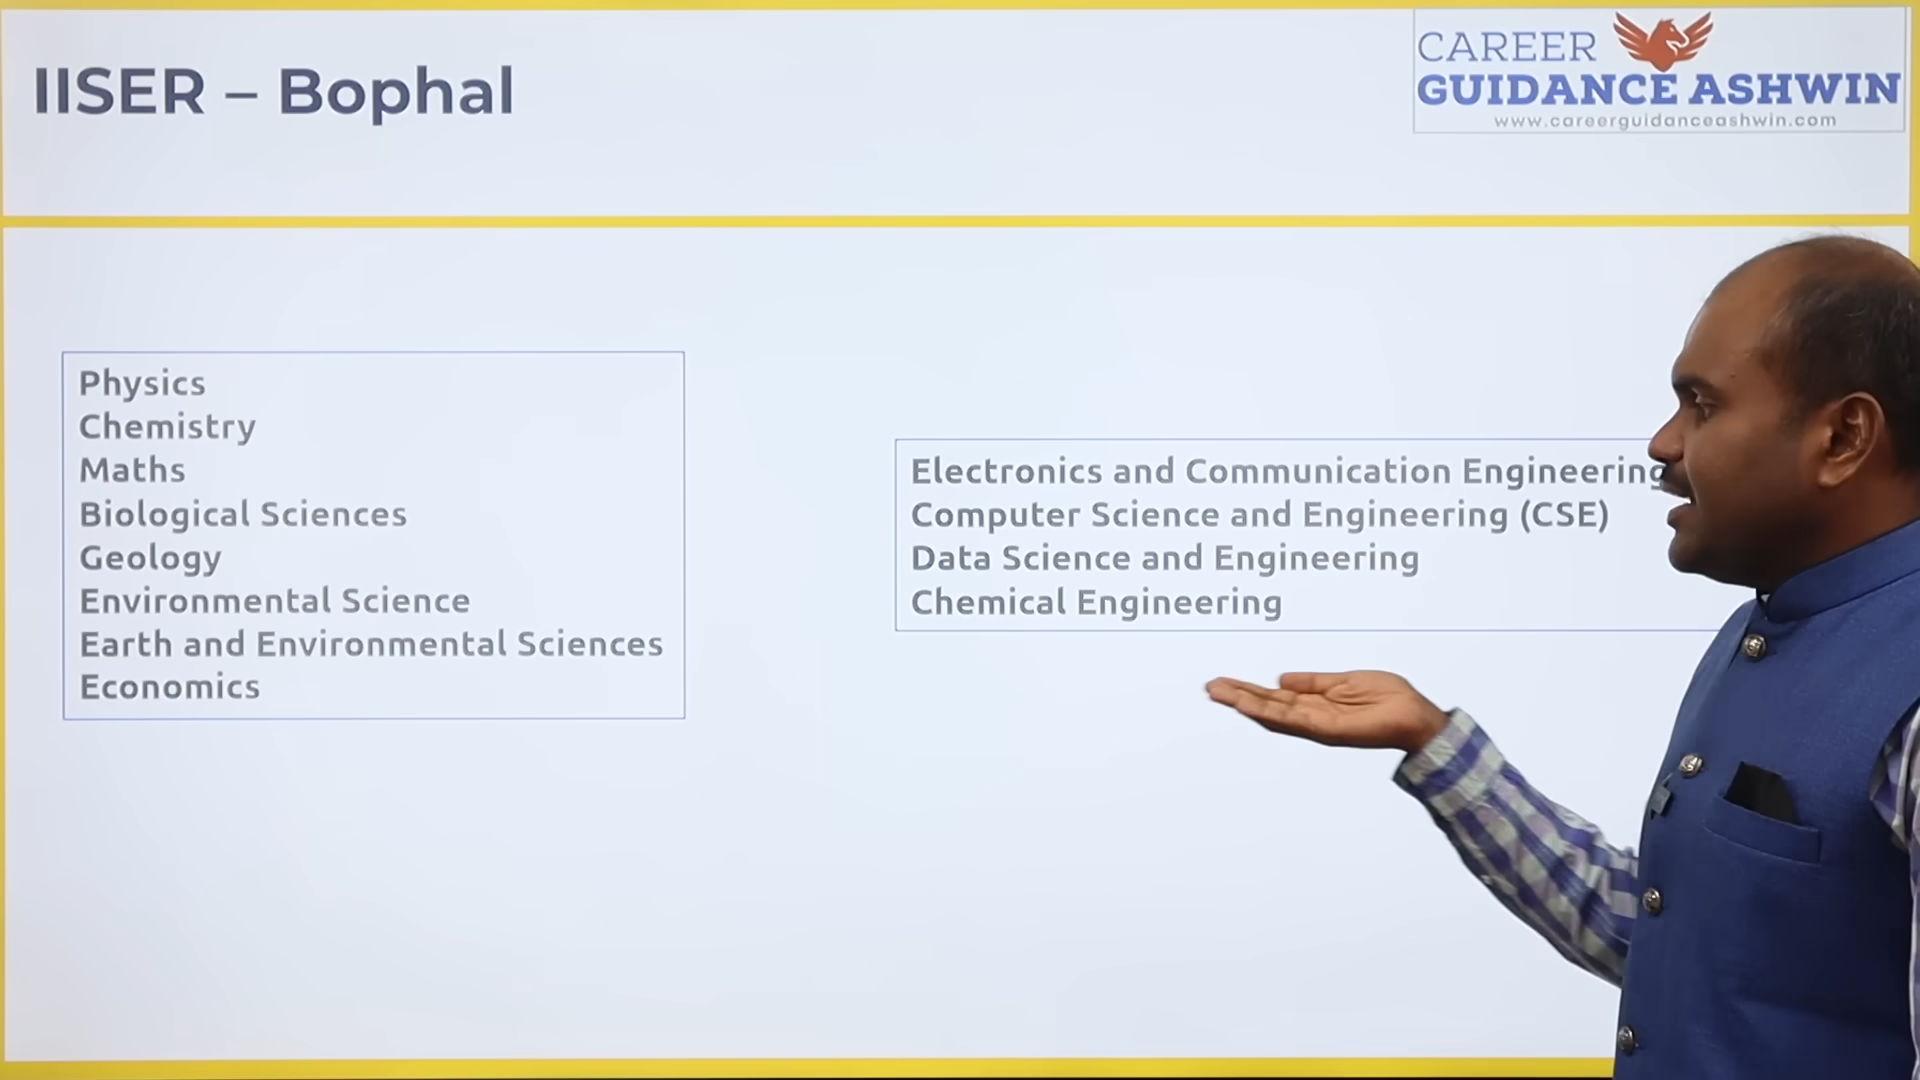 IISER – Bophal
CAREER
GUIDANCE ASHWIN
www.careerguidanceashwin.com
Physics
Chemistry
Maths
Biological Sciences
Geology
Environmental Science
Earth and Environmental Sciences
Economics
Electronics and Communication Engineering
Computer Science and Engineering (CSE)
Data Science and Engineering
Chemical Engineering